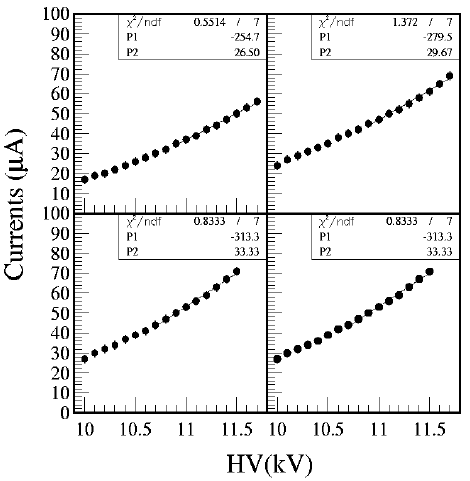 χ²/ndf 0.5514 / 7
P1 -254.7
P2 26.50
χ²/ndf 1.372 / 7
P1 -279.5
P2 29.67
100
90
80
70
60
50
40
30
20
10
Currents (μA)
χ²/ndf 0.8333 / 7
P1 -313.3
P2 33.33
χ²/ndf 0.8333 / 7
P1 -313.3
P2 33.33
100
90
80
70
60
50
40
30
20
10
0
10 10.5 11 11.5 10 10.5 11 11.5
HV(kV)